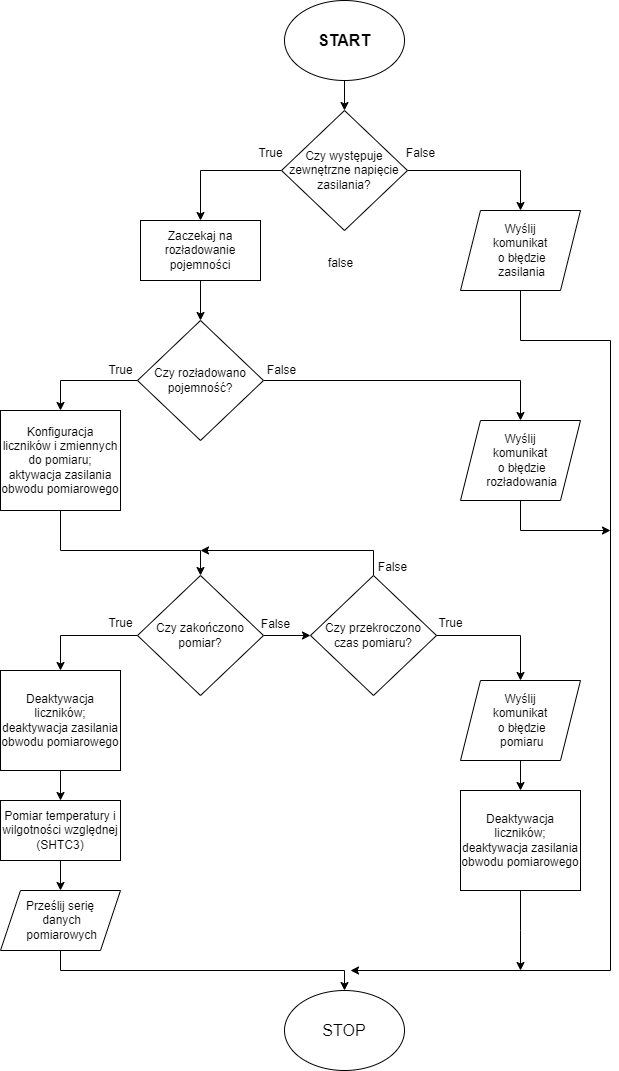 START
True
Czy występuje
zewnętrzne napięcie
zasilania?
False
Zaczekaj na
rozładowanie
pojemności
false
Wyślij
komunikat
o błędzie
zasilania
True
Czy rozładowano
pojemność?
False
Konfiguracja
liczników i zmiennych
do pomiaru;
aktywacja zasilania
obwodu pomiarowego
Wyślij
komunikat
o błędzie
rozładowania
False
True
Czy zakończono
pomiar?
False
Czy przekroczono
czas pomiaru?
True
Deaktywacja
liczników;
deaktywacja zasilania
obwodu pomiarowego
Wyślij
komunikat
o błędzie
pomiaru
Pomiar temperatury i
wilgotności względnej
(SHTC3)
Deaktywacja
liczników;
deaktywacja zasilania
obwodu pomiarowego
Prześlij serię
danych
pomiarowych
STOP